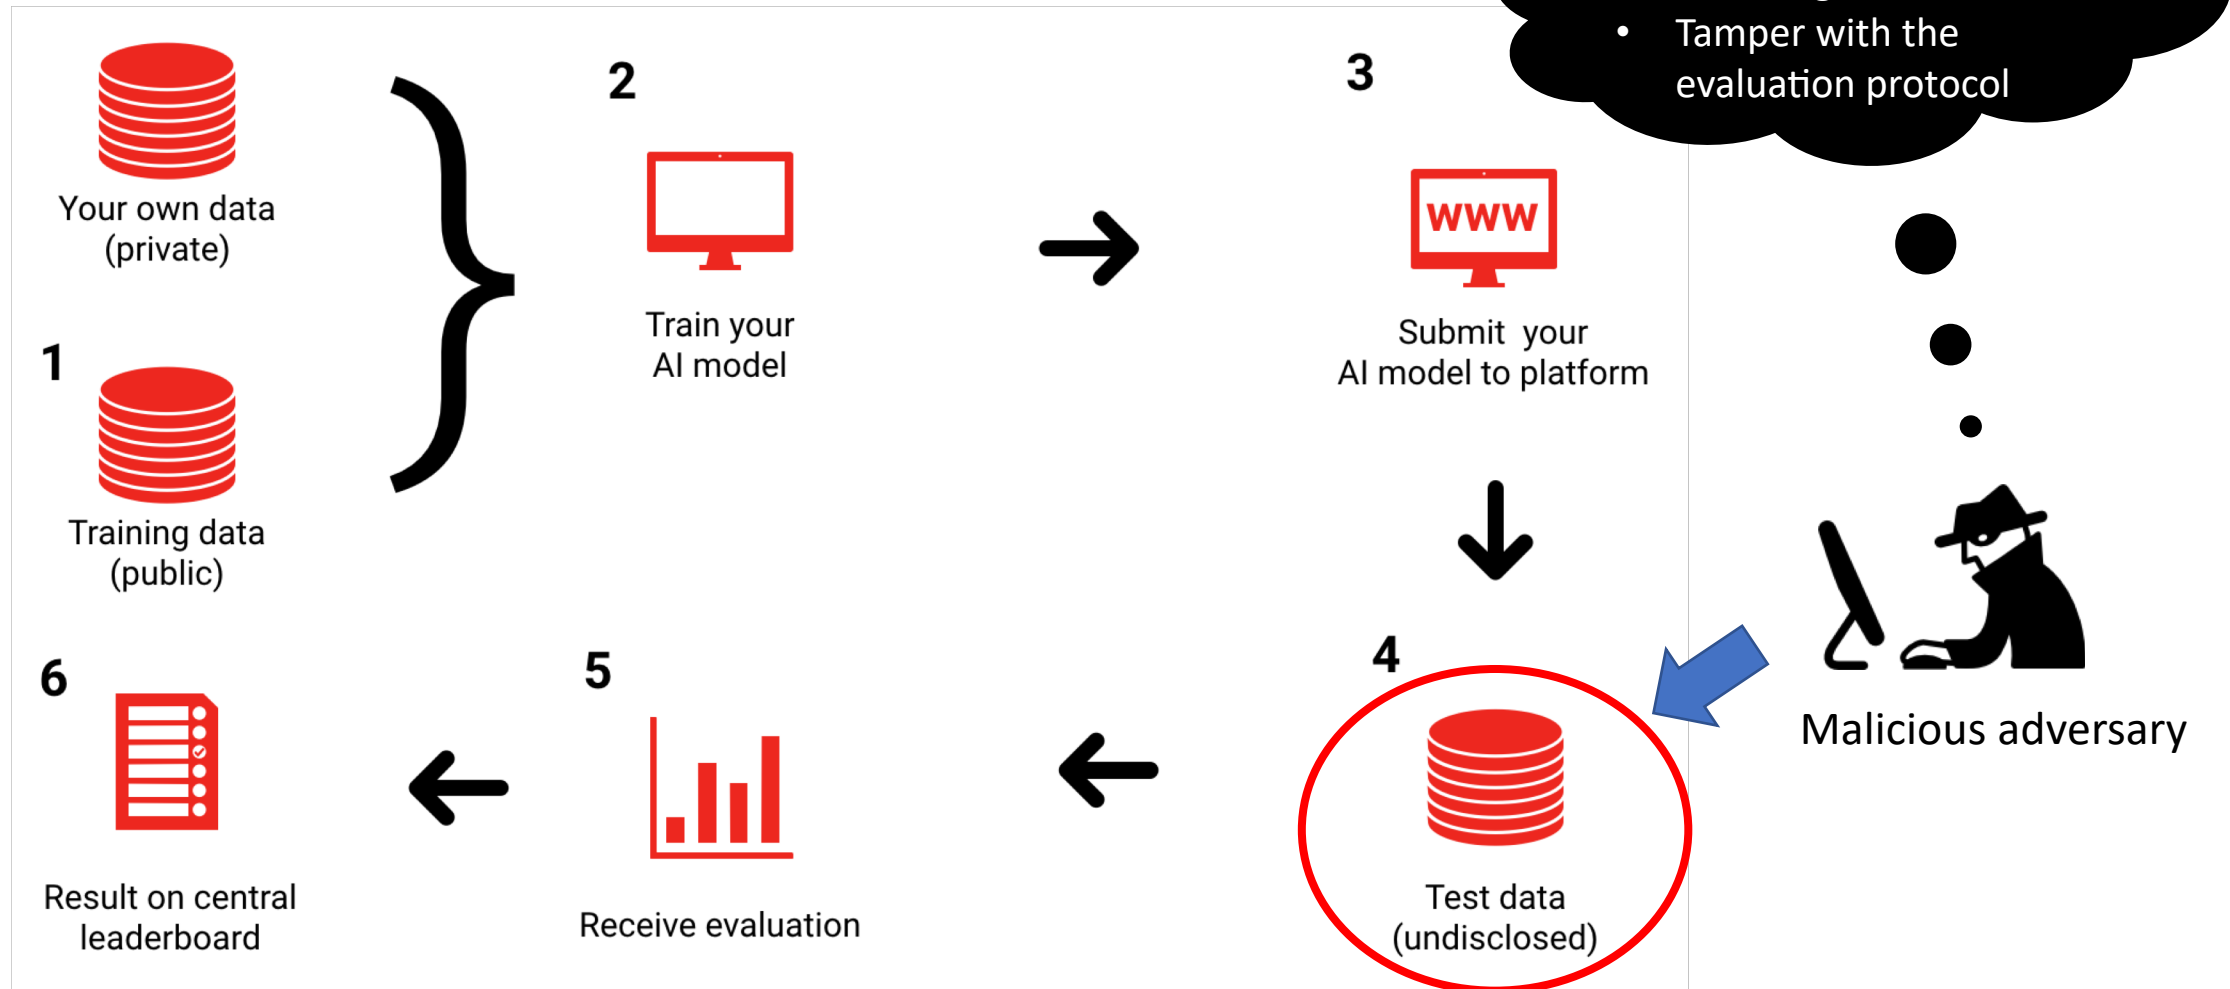 • Tamper with the
evaluation protocol
Your own data
(private)
1
Training data
(public)
2
Train your
AI model
3
www
Submit your
AI model to platform
4
Test data
(undisclosed)
5
Receive evaluation
6
Result on central
leaderboard
Malicious adversary